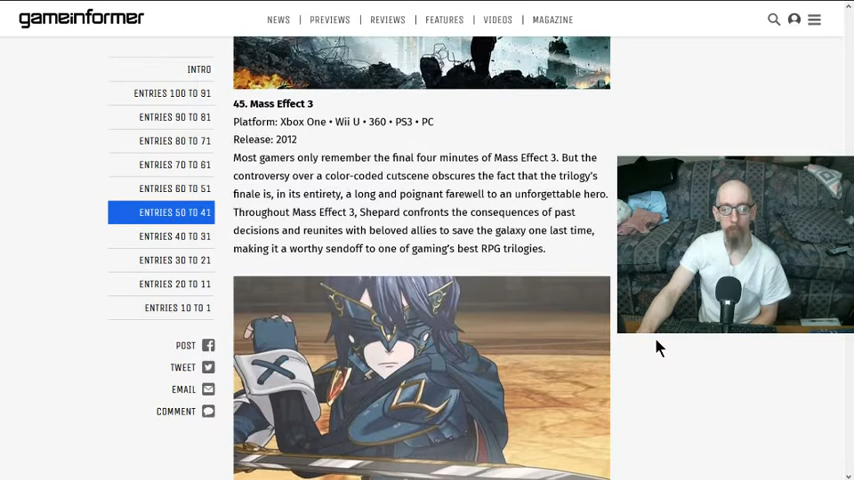 gameinformer
NEWS | PREVIEWS | REVIEWS | FEATURES | VIDEOS | MAGAZINE
INTRO
ENTRIES 100 TO 91
ENTRIES 90 TO 81
ENTRIES 80 TO 71
ENTRIES 70 TO 61
ENTRIES 60 TO 51
ENTRIES 50 TO 41
ENTRIES 40 TO 31
ENTRIES 30 TO 21
ENTRIES 20 TO 11
ENTRIES 10 TO 1
POST
TWEET
EMAIL
COMMENT
45. Mass Effect 3
Platform: Xbox One • Wii U • 360 • PS3 • PC
Release: 2012
Most gamers only remember the final four minutes of Mass Effect 3. But the
controversy over a color-coded cutscene obscures the fact that the trilogy's
finale is, in its entirety, a long and poignant farewell to an unforgettable hero.
Throughout Mass Effect 3, Shepard confronts the consequences of past
decisions and reunites with beloved allies to save the galaxy one last time,
making it a worthy sendoff to one of gaming's best RPG trilogies.